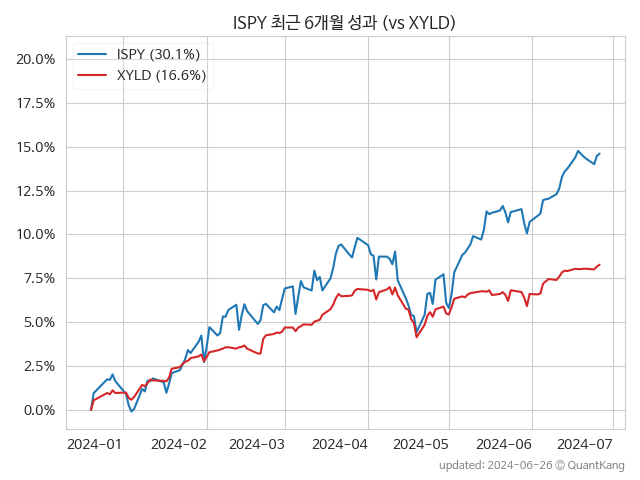 ISPY 최근 6개월 성과 (vs XYLD)
ISPY (30.1%)
XYLD (16.6%)
20.0%
17.5%
15.0%
12.5%
10.0%
7.5%
5.0%
2.5%
0.0%
2024-01 2024-02 2024-03 2024-04 2024-05 2024-06 2024-07
updated: 2024-06-26 © QuantKang